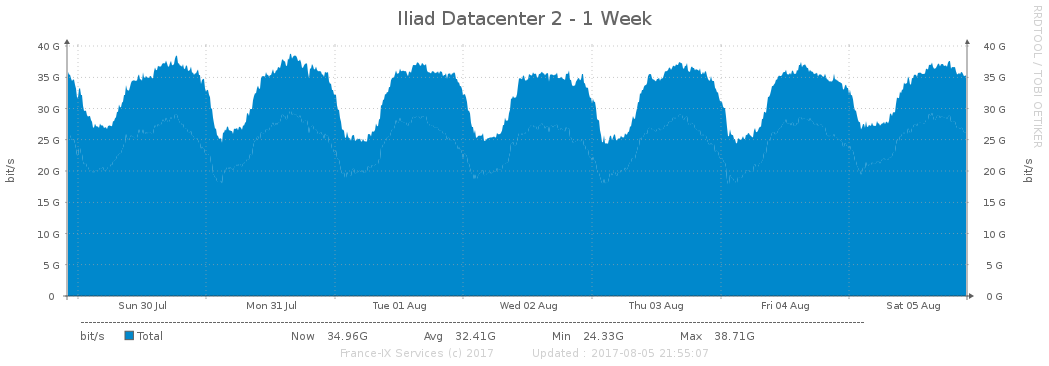 Iliad Datacenter 2 - 1 Week
RRDTOOL / TOBI OETIKER
40 G 40 G
35 G 35 G
30 G 30 G
25 G 25 G
20 G 20 G
15 G 15 G
10 G 10 G
5 G 5 G
0 0 G
bit/s bit/s
Sun 30 Jul Mon 31 Jul Tue 01 Aug Wed 02 Aug Thu 03 Aug Fri 04 Aug Sat 05 Aug
bit/s Total Now 34.96G Avg 32.41G Min 24.33G Max 38.71G
France-IX Services (c) 2017 Updated : 2017-08-05 21:55:07